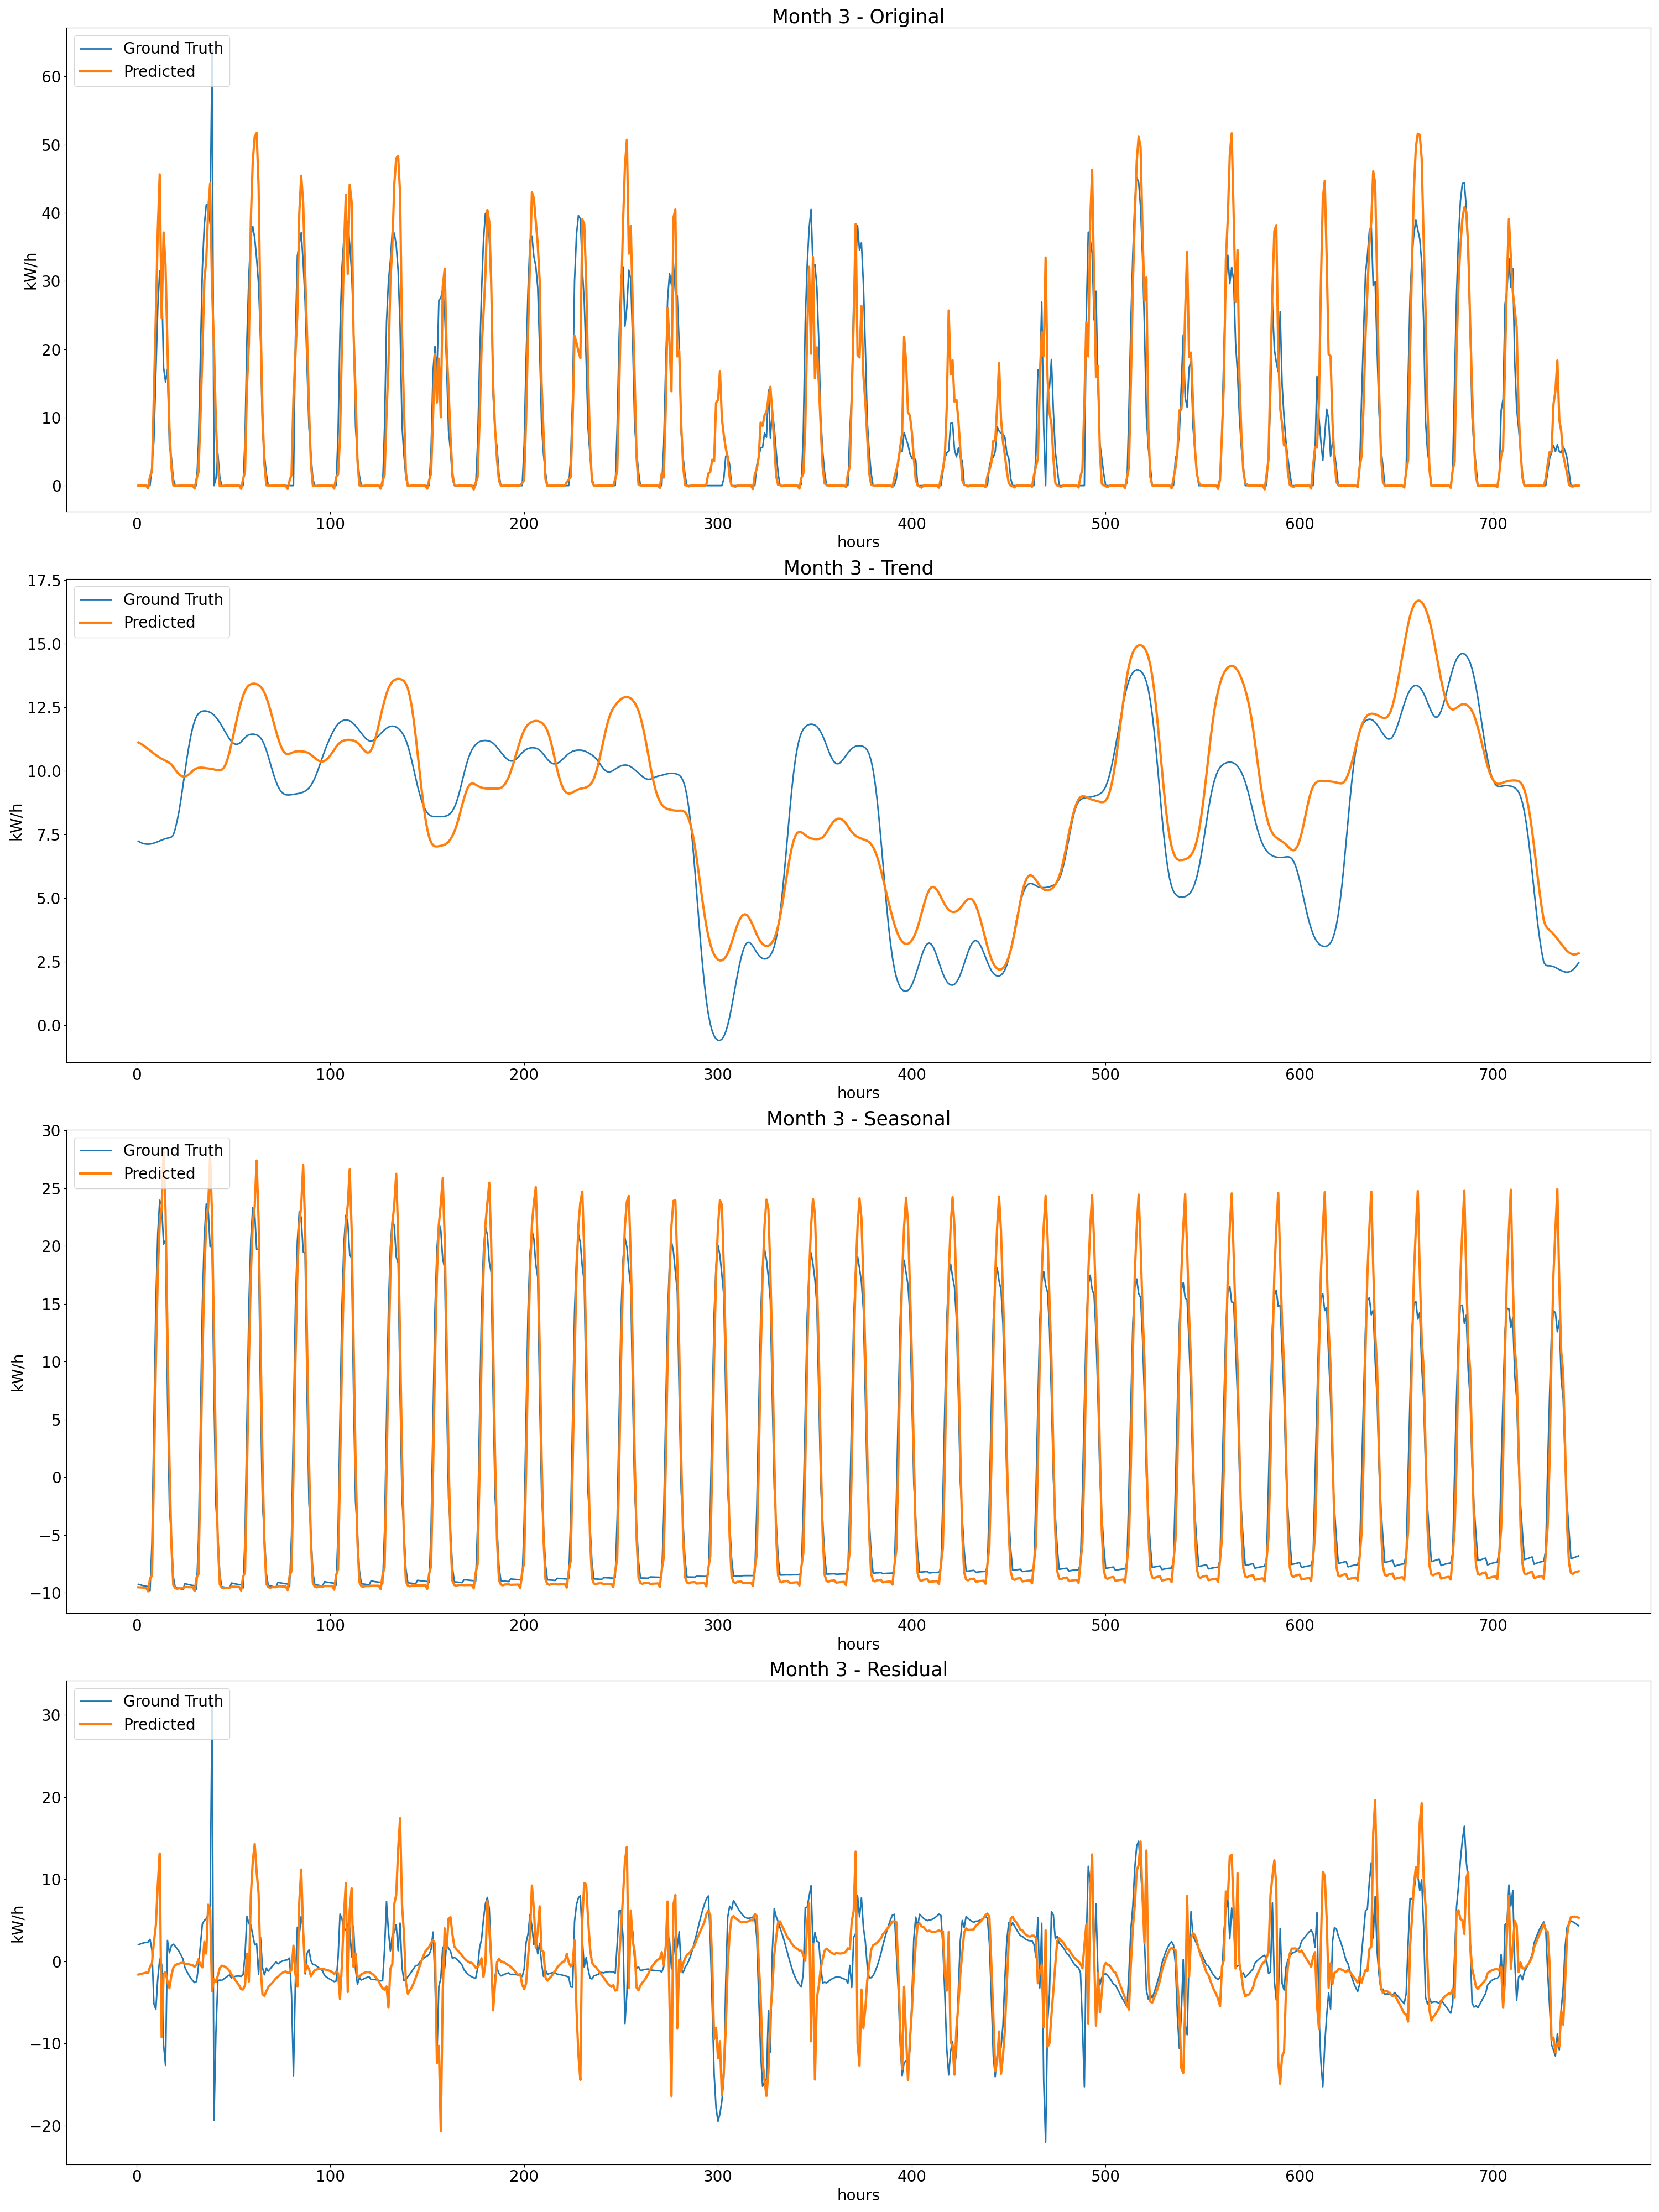 Month 3 - Original
Ground Truth
Predicted
60
50
40
30
20
10
0
kW/h
0 100 200 300 400 500 600 700
hours
Month 3 - Trend
Ground Truth
Predicted
17.5
15.0
12.5
10.0
7.5
5.0
2.5
0.0
kW/h
0 100 200 300 400 500 600 700
hours
Month 3 - Seasonal
Ground Truth
Predicted
30
25
20
15
10
5
0
−5
−10
kW/h
0 100 200 300 400 500 600 700
hours
Month 3 - Residual
Ground Truth
Predicted
30
20
10
0
−10
−20
kW/h
0 100 200 300 400 500 600 700
hours